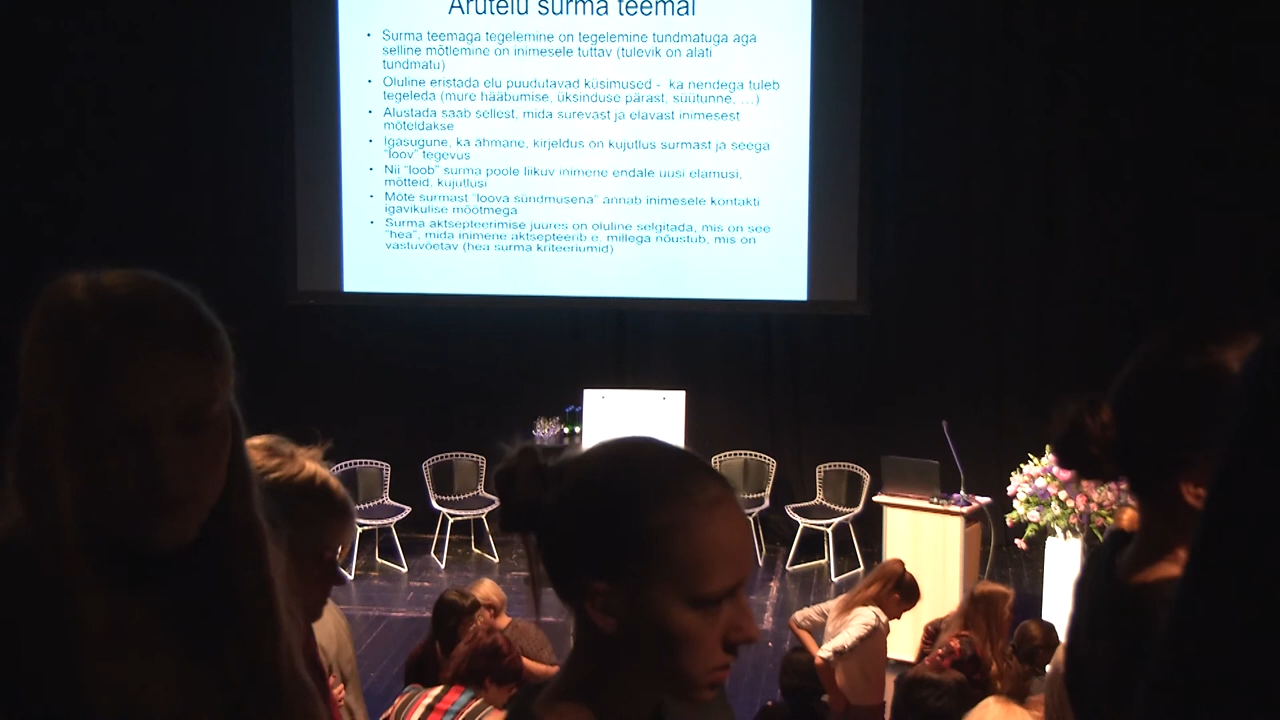 Arutelu surma teemal
• Surma teemaga tegelemine on tegelemine tundmatuga aga
selline mõtlemine on inimesele tuttav (tulevik on alati
tundmatu)
• Oluline eristada elu puudutavad küsimused - ka nendega tuleb
tegeleda (mure hääbumise, üksinduse pärast, süütunne, …)
• Alustada saab sellest, mida surevast ja elavast inimesest
mõteldakse
• Igasugune, ka ähmane, kirjeldus on kujutlus surmast ja seega
"loov" tegevus
• Nii "loob" surma poole liikuv inimene endale uusi elamusi,
mõtteid, kujutlusi
• Mõte surmast "loova sündmusena" annab inimesele kontakti
igavikulise mõõtmega
• Surma aktsepteerimise juures on oluline selgitada, mis on see
"hea", mida inimene aktsepteerib e. millega nõustub, mis on
vastuvõetav (hea surma kriteeriumid)